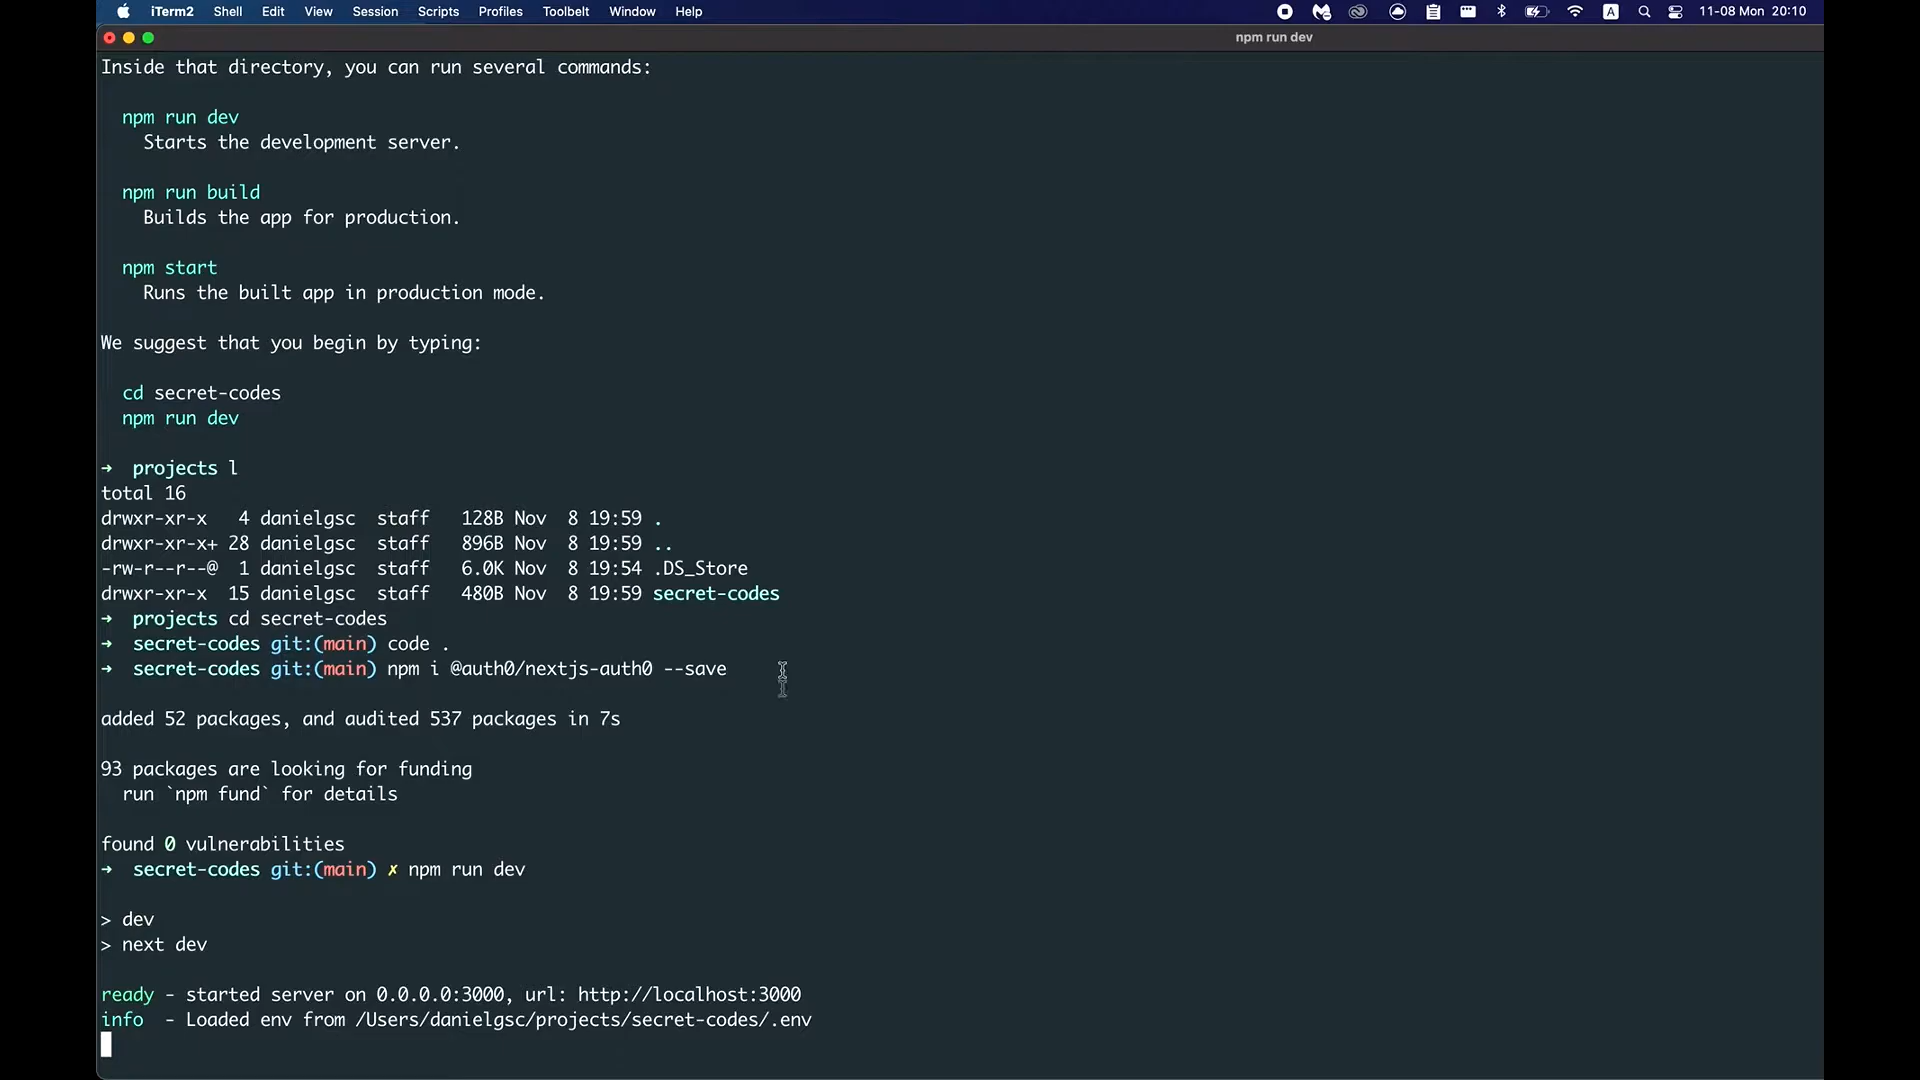 iTerm2 Shell Edit View Session Scripts Profiles Toolbelt Window Help A 11-08 Mon 20:10
npm run dev
Inside that directory, you can run several commands:
npm run dev
Starts the development server.
npm run build
Builds the app for production.
npm start
Runs the built app in production mode.
We suggest that you begin by typing:
cd secret-codes
npm run dev
→ projects l
total 16
drwxr-xr-x 4 danielgsc staff 128B Nov 8 19:59 .
drwxr-xr-x+ 28 danielgsc staff 896B Nov 8 19:59 ..
-rw-r--r--@ 1 danielgsc staff 6.0K Nov 8 19:54 .DS_Store
drwxr-xr-x 15 danielgsc staff 480B Nov 8 19:59 secret-codes
→ projects cd secret-codes
→ secret-codes git:(main) code .
→ secret-codes git:(main) npm i @auth0/nextjs-auth0 --save
added 52 packages, and audited 537 packages in 7s
93 packages are looking for funding
run `npm fund` for details
found 0 vulnerabilities
→ secret-codes git:(main) ✗ npm run dev
> dev
> next dev
ready - started server on 0.0.0.0:3000, url: http://localhost:3000
info - Loaded env from /Users/danielgsc/projects/secret-codes/.env